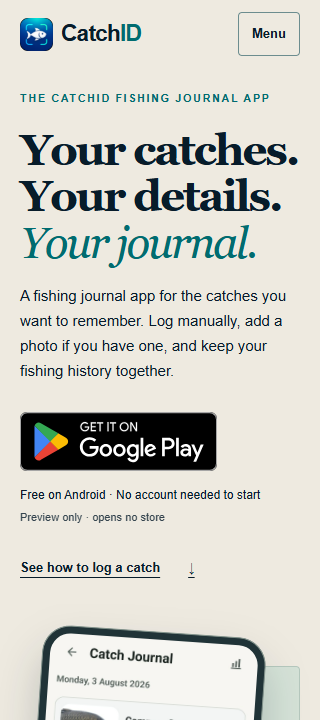 CatchID
Menu
THE CATCHID FISHING JOURNAL APP
Your catches.
Your details.
Your journal.
A fishing journal app for the catches you
want to remember. Log manually, add a
photo if you have one, and keep your
fishing history together.
GET IT ON
Google Play
Free on Android · No account needed to start
Preview only · opens no store
See how to log a catch ↓
Catch Journal
Monday, 3 August 2026